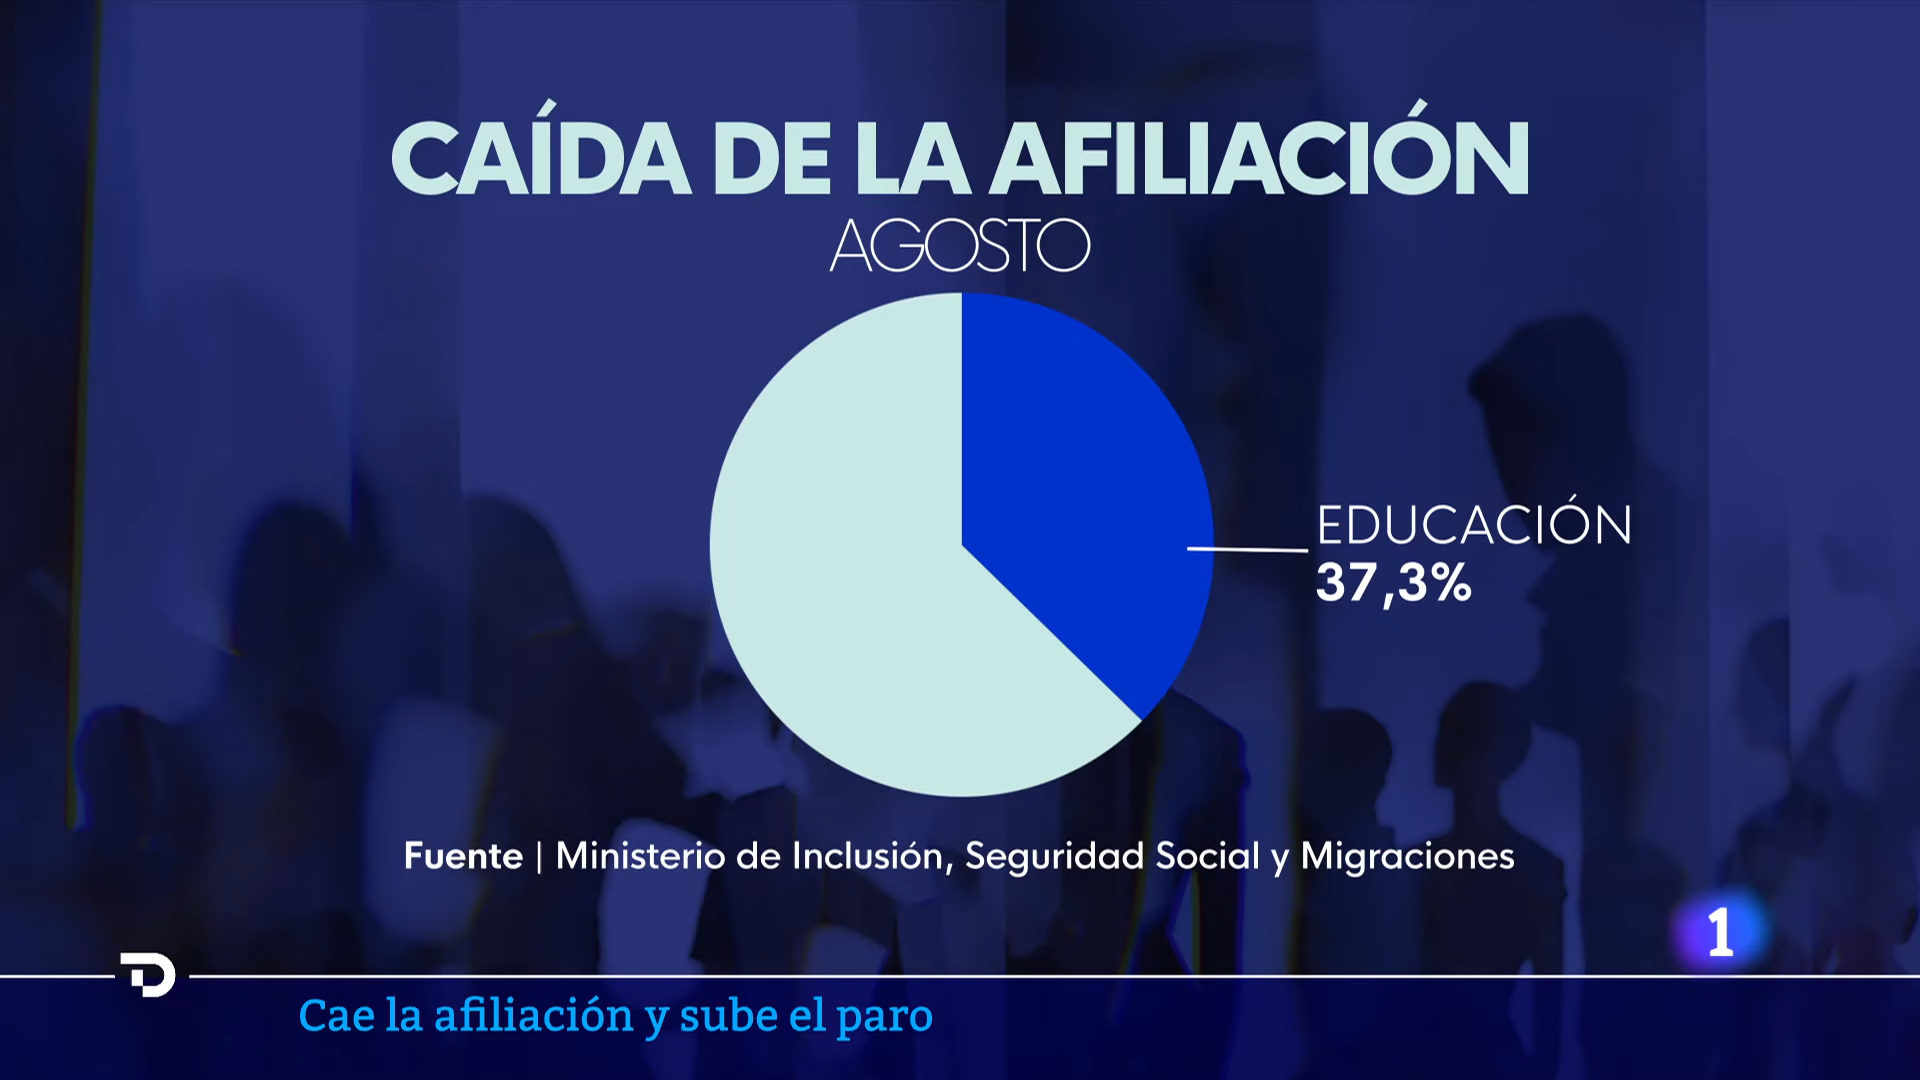 CAÍDA DE LA AFILIACIÓN
AGOSTO
EDUCACIÓN
37,3%
Fuente | Ministerio de Inclusión, Seguridad Social y Migraciones
1
Cae la afiliación y sube el paro